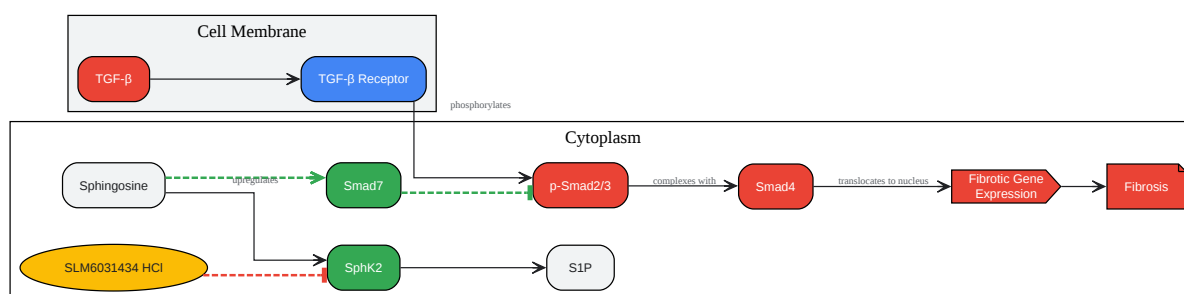 Cell Membrane
TGF-β
TGF-β Receptor
phosphorylates
Cytoplasm
Sphingosine
upregulates
Smad7
p-Smad2/3
complexes with
Smad4
translocates to nucleus
Fibrotic Gene
Expression
Fibrosis
SLM6031434 HCl
SphK2
S1P